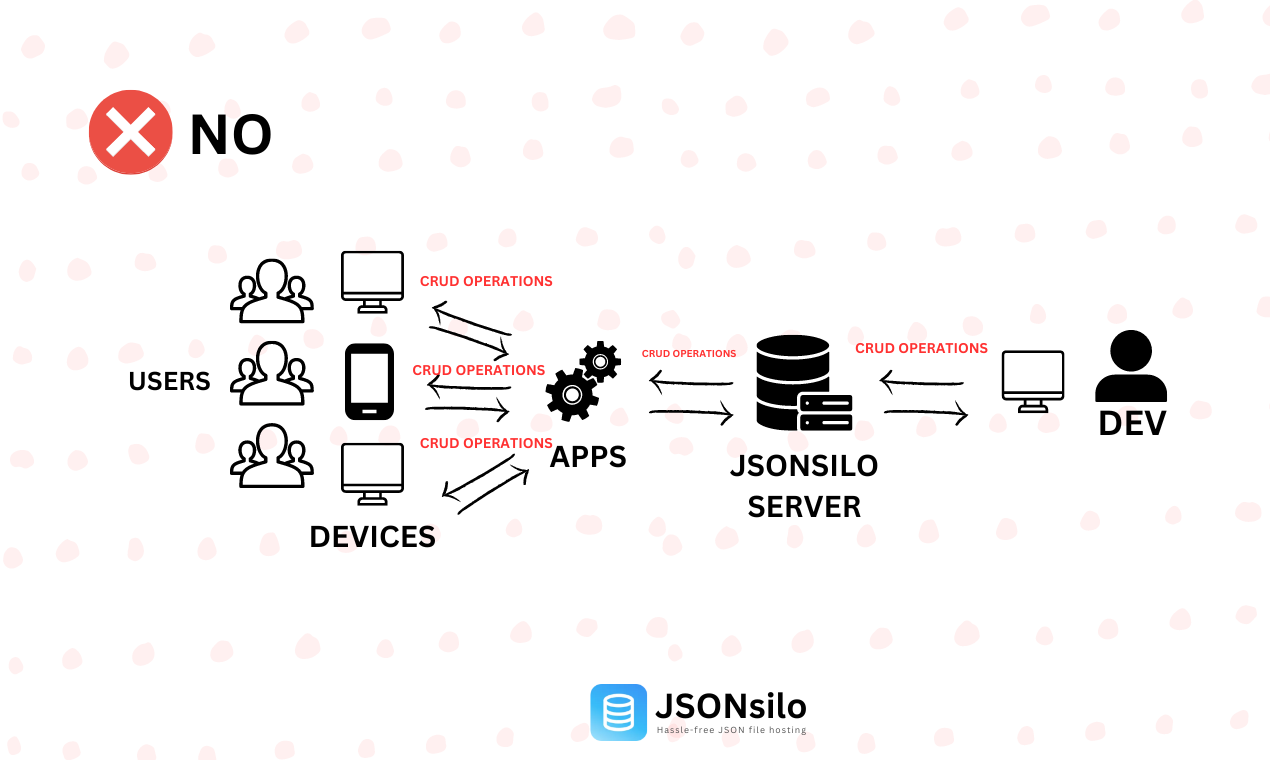 NO
CRUD OPERATIONS
CRUD OPERATIONS
CRUD OPERATIONS
CRUD OPERATIONS
CRUD OPERATIONS
USERS
DEVICES
APPS
JSONSILO
SERVER
DEV
JSONsilo
Hassle-free JSON file hosting